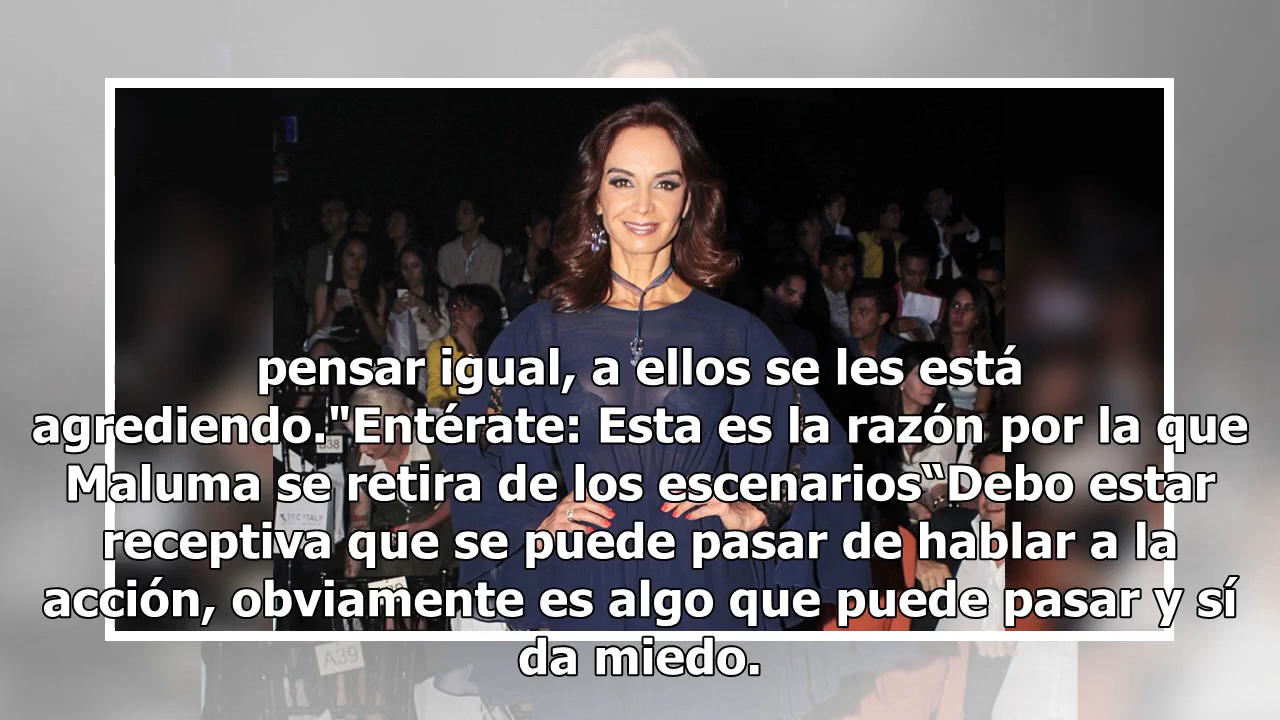 pensar igual, a ellos se les está
agrediendo."Entérate: Esta es la razón por la que
Maluma se retira de los escenarios“Debo estar
receptiva que se puede pasar de hablar a la
acción, obviamente es algo que puede pasar y sí
da miedo.
A39